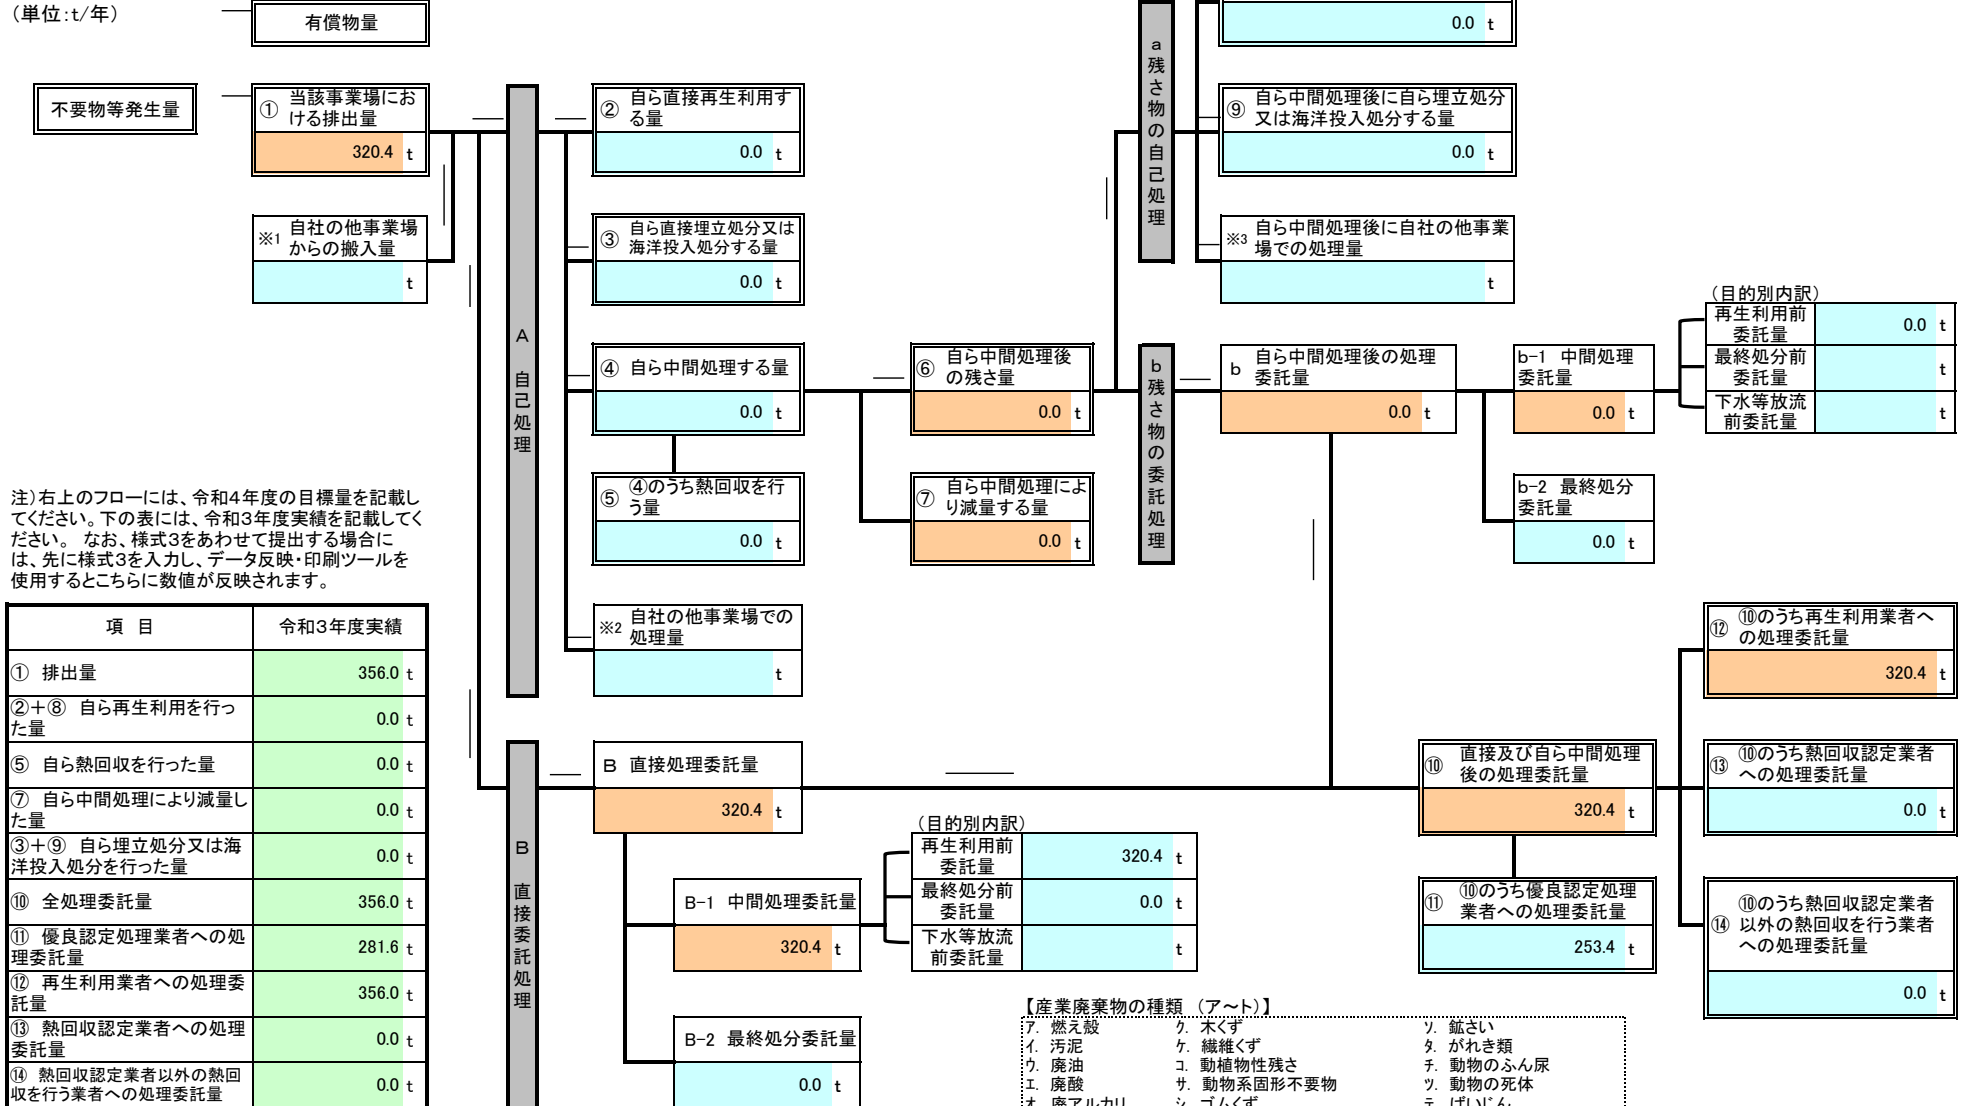 （単位：t/年）
有償物量
不要物等発生量
① 当該事業場にお
ける排出量
320.4 t
※1 自社の他事業場
からの搬入量
t
A 自己処理
② 自ら直接再生利用す
る量
0.0 t
③ 自ら直接埋立処分又は
海洋投入処分する量
0.0 t
④ 自ら中間処理する量
0.0 t
⑤ ④のうち熱回収を行
う量
0.0 t
※2 自社の他事業場での
処理量
t
⑥ 自ら中間処理後
の残さ量
0.0 t
⑦ 自ら中間処理によ
り減量する量
0.0 t
a 残さ物の自己処理
0.0 t
⑨ 自ら中間処理後に自ら埋立処分
又は海洋投入処分する量
0.0 t
※3 自ら中間処理後に自社の他事業
場での処理量
t
b 残さ物の委託処理
b 自ら中間処理後の処理
委託量
0.0 t
b-1 中間処理
委託量
0.0 t
（目的別内訳）
再生利用前
委託量
0.0 t
最終処分前
委託量
t
下水等放流
前委託量
t
b-2 最終処分
委託量
0.0 t
注）右上のフローには、令和４年度の目標量を記載し
てください。下の表には、令和３年度実績を記載してく
ださい。 なお、様式３をあわせて提出する場合に
は、先に様式３を入力し、データ反映・印刷ツールを
使用するとこちらに数値が反映されます。
項 目 令和３年度実績
① 排出量 356.0 t
②＋⑧ 自ら再生利用を行っ
た量 0.0 t
⑤ 自ら熱回収を行った量 0.0 t
⑦ 自ら中間処理により減量し
た量 0.0 t
③＋⑨ 自ら埋立処分又は海
洋投入処分を行った量 0.0 t
⑩ 全処理委託量 356.0 t
⑪ 優良認定処理業者への処
理委託量 281.6 t
⑫ 再生利用業者への処理委
託量 356.0 t
⑬ 熱回収認定業者への処理
委託量 0.0 t
⑭ 熱回収認定業者以外の熱回
収を行う業者への処理委託量 0.0 t
B 直接委託処理
B 直接処理委託量
320.4 t
B-1 中間処理委託量
320.4 t
（目的別内訳）
再生利用前
委託量
320.4 t
最終処分前
委託量
0.0 t
下水等放流
前委託量
t
B-2 最終処分委託量
0.0 t
⑩ 直接及び自ら中間処理
後の処理委託量
320.4 t
⑪ ⑩のうち優良認定処理
業者への処理委託量
253.4 t
⑫ ⑩のうち再生利用業者へ
の処理委託量
320.4 t
⑬ ⑩のうち熱回収認定業者
への処理委託量
0.0 t
⑭ ⑩のうち熱回収認定業者
以外の熱回収を行う業者
への処理委託量
0.0 t
【産業廃棄物の種類 （ア～ト）】
ア. 燃え殻 ク. 木くず ソ. 鉱さい
イ. 汚泥 ケ. 繊維くず タ. がれき類
ウ. 廃油 コ. 動植物性残さ チ. 動物のふん尿
エ. 廃酸 サ. 動物系固形不要物 ツ. 動物の死体
オ. 廃アルカリ シ. ゴムくず テ. ばいじん